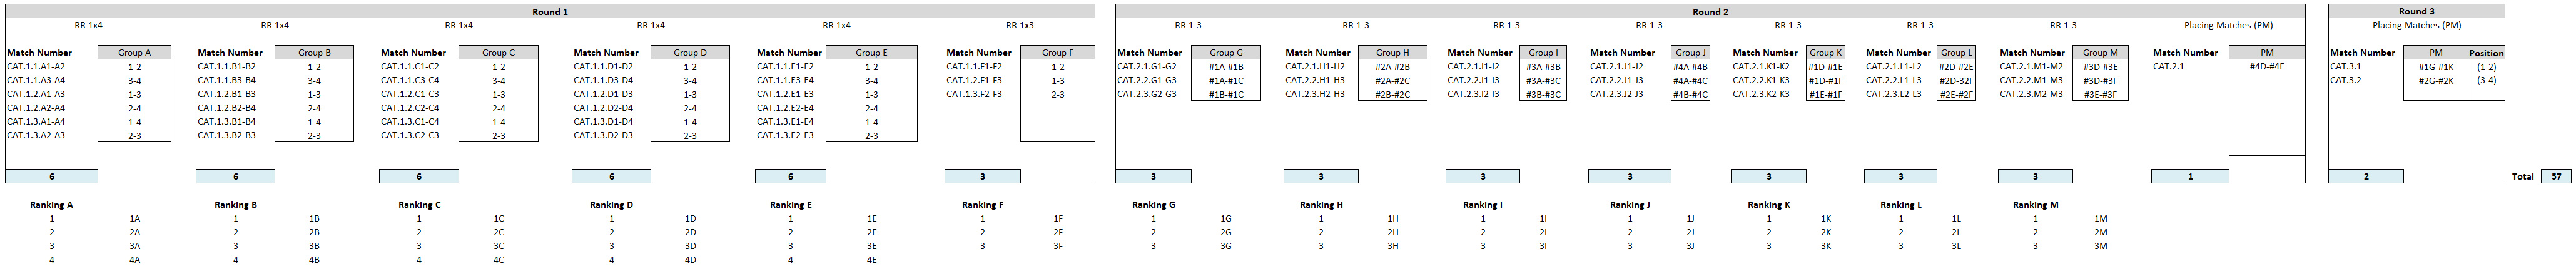 Round 1 Round 2 Round 3
RR 1x4 RR 1x4 RR 1x4 RR 1x4 RR 1x4 RR 1x3 RR 1-3 RR 1-3 RR 1-3 RR 1-3 RR 1-3 RR 1-3 RR 1-3 Placing Matches (PM) Placing Matches (PM)
Match Number Group A Match Number Group B Match Number Group C Match Number Group D Match Number Group E Match Number Group F Match Number Group G Match Number Group H Match Number Group I Match Number Group J Match Number Group K Match Number Group L Match Number Group M Match Number PM Match Number PM Position
CAT.1.1.A1-A2 1-2 CAT.1.1.B1-B2 1-2 CAT.1.1.C1-C2 1-2 CAT.1.1.D1-D2 1-2 CAT.1.1.E1-E2 1-2 CAT.1.1.F1-F2 1-2 CAT.2.1.G1-G2 #1A-#1B CAT.2.1.H1-H2 #2A-#2B CAT.2.1.I1-I2 #3A-#3B CAT.2.1.J1-J2 #4A-#4B CAT.2.1.K1-K2 #1D-#1E CAT.2.1.L1-L2 #2D-#2E CAT.2.1.M1-M2 #3D-#3E CAT.2.1 #4D-#4E CAT.3.1 #1G-#1K (1-2)
CAT.1.1.A3-A4 3-4 CAT.1.1.B3-B4 3-4 CAT.1.1.C3-C4 3-4 CAT.1.1.D3-D4 3-4 CAT.1.1.E3-E4 3-4 CAT.1.2.F1-F3 1-3 CAT.2.2.G1-G3 #1A-#1C CAT.2.2.H1-H3 #2A-#2C CAT.2.2.I1-I3 #3A-#3C CAT.2.2.J1-J3 #4A-#4C CAT.2.2.K1-K3 #1D-#1F CAT.2.2.L1-L3 #2D-32F CAT.2.2.M1-M3 #3D-#3F CAT.3.2 #2G-#2K (3-4)
CAT.1.2.A1-A3 1-3 CAT.1.2.B1-B3 1-3 CAT.1.2.C1-C3 1-3 CAT.1.2.D1-D3 1-3 CAT.1.2.E1-E3 1-3 CAT.1.3.F2-F3 2-3 CAT.2.3.G2-G3 #1B-#1C CAT.2.3.H2-H3 #2B-#2C CAT.2.3.I2-I3 #3B-#3C CAT.2.3.J2-J3 #4B-#4C CAT.2.3.K2-K3 #1E-#1F CAT.2.3.L2-L3 #2E-#2F CAT.2.3.M2-M3 #3E-#3F
CAT.1.2.A2-A4 2-4 CAT.1.2.B2-B4 2-4 CAT.1.2.C2-C4 2-4 CAT.1.2.D2-D4 2-4 CAT.1.2.E2-E4 2-4
CAT.1.3.A1-A4 1-4 CAT.1.3.B1-B4 1-4 CAT.1.3.C1-C4 1-4 CAT.1.3.D1-D4 1-4 CAT.1.3.E1-E4 1-4
CAT.1.3.A2-A3 2-3 CAT.1.3.B2-B3 2-3 CAT.1.3.C2-C3 2-3 CAT.1.3.D2-D3 2-3 CAT.1.3.E2-E3 2-3
6 6 6 6 6 3 3 3 3 3 3 3 3 1 2 Total 57
Ranking A Ranking B Ranking C Ranking D Ranking E Ranking F Ranking G Ranking H Ranking I Ranking J Ranking K Ranking L Ranking M
1 1A 1 1B 1 1C 1 1D 1 1E 1 1F 1 1G 1 1H 1 1I 1 1J 1 1K 1 1L 1 1M
2 2A 2 2B 2 2C 2 2D 2 2E 2 2F 2 2G 2 2H 2 2I 2 2J 2 2K 2 2L 2 2M
3 3A 3 3B 3 3C 3 3D 3 3E 3 3F 3 3G 3 3H 3 3I 3 3J 3 3K 3 3L 3 3M
4 4A 4 4B 4 4C 4 4D 4 4E